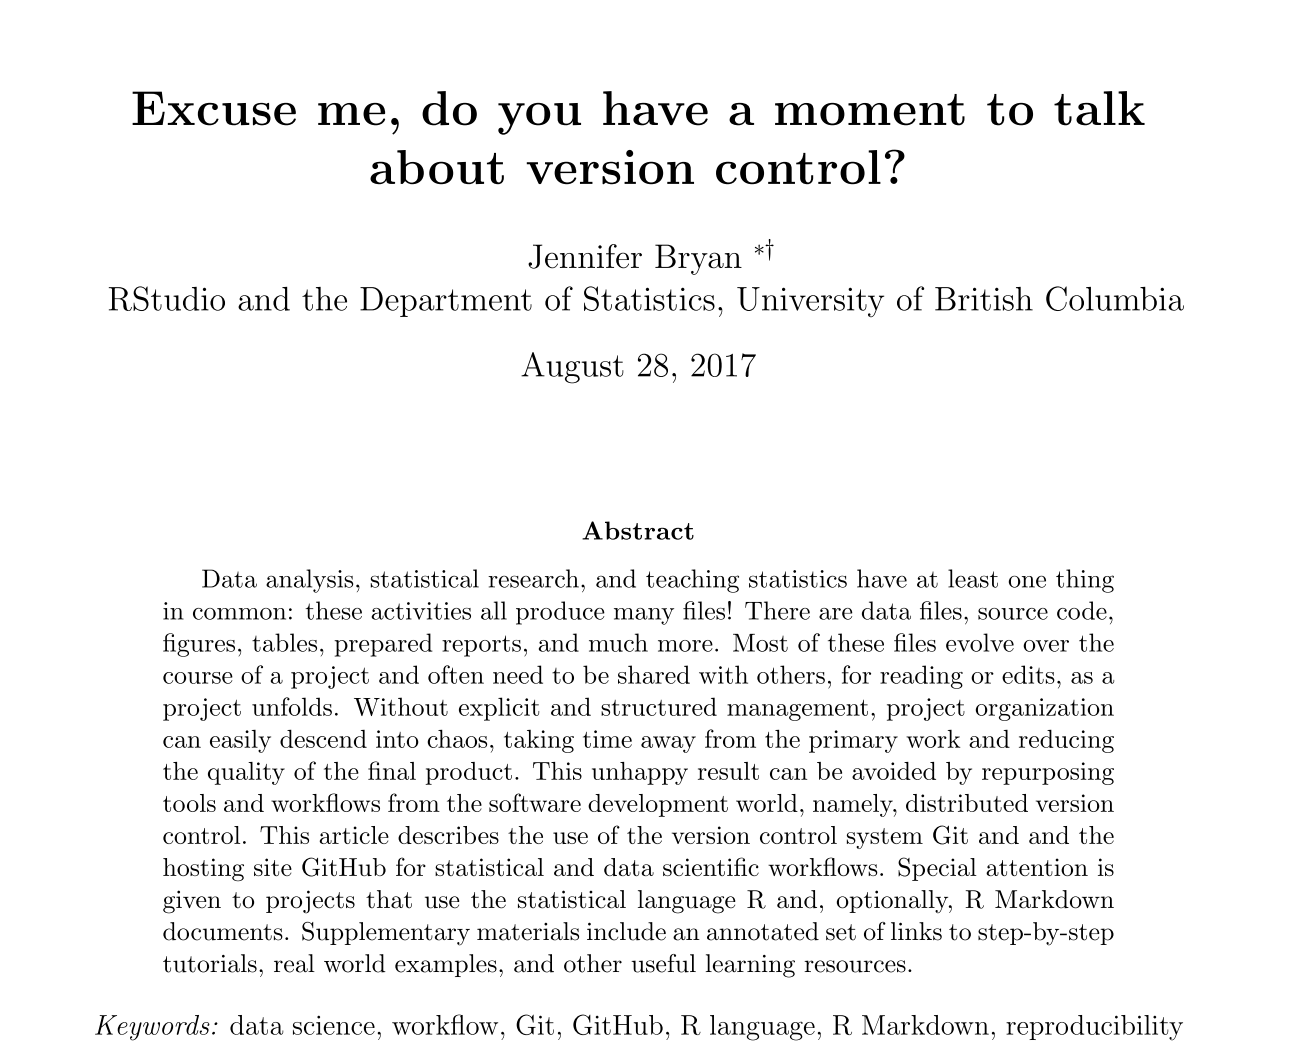 Excuse me, do you have a moment to talk
about version control?
Jennifer Bryan *†
RStudio and the Department of Statistics, University of British Columbia
August 28, 2017
Abstract
Data analysis, statistical research, and teaching statistics have at least one thing
in common: these activities all produce many files! There are data files, source code,
figures, tables, prepared reports, and much more. Most of these files evolve over the
course of a project and often need to be shared with others, for reading or edits, as a
project unfolds. Without explicit and structured management, project organization
can easily descend into chaos, taking time away from the primary work and reducing
the quality of the final product. This unhappy result can be avoided by repurposing
tools and workflows from the software development world, namely, distributed version
control. This article describes the use of the version control system Git and and the
hosting site GitHub for statistical and data scientific workflows. Special attention is
given to projects that use the statistical language R and, optionally, R Markdown
documents. Supplementary materials include an annotated set of links to step-by-step
tutorials, real world examples, and other useful learning resources.
Keywords: data science, workflow, Git, GitHub, R language, R Markdown, reproducibility